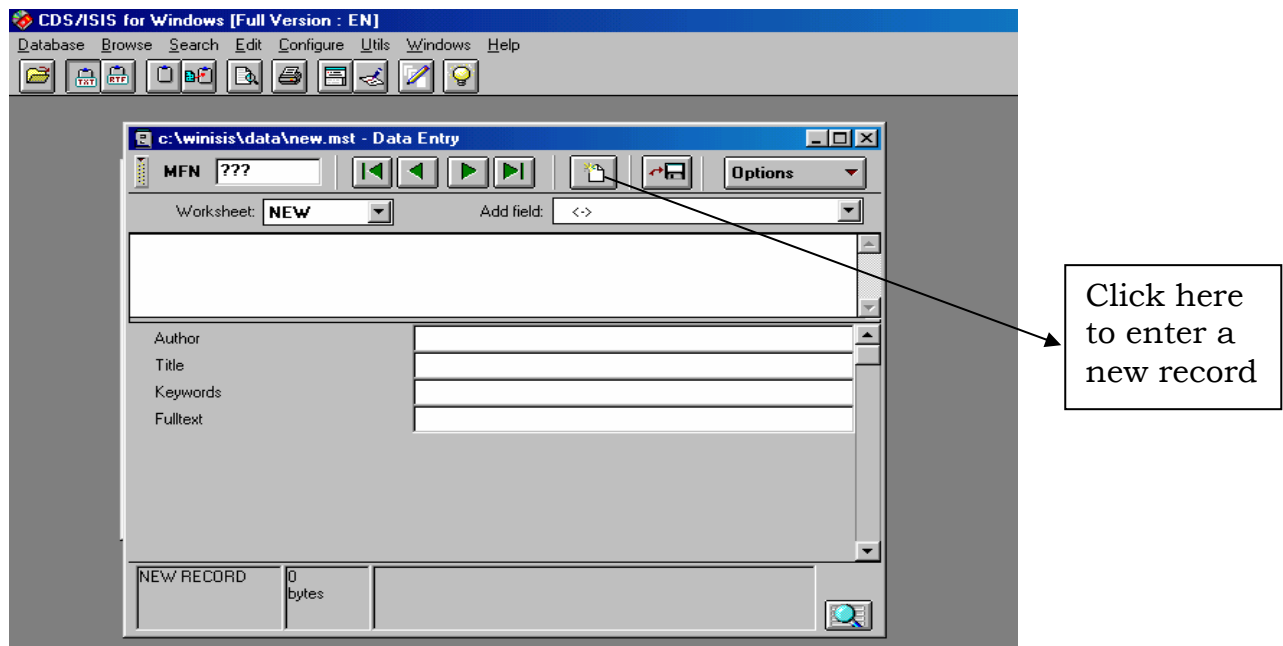 CDS/ISIS for Windows [Full Version : EN]
Database Browse Search Edit Configure Utils Windows Help
TXT RTF
c:\winisis\data\new.mst - Data Entry
MFN ??? Options
Worksheet: NEW Add field: <->
Click here
to enter a
new record
Author
Title
Keywords
Fulltext
NEW RECORD 0
bytes